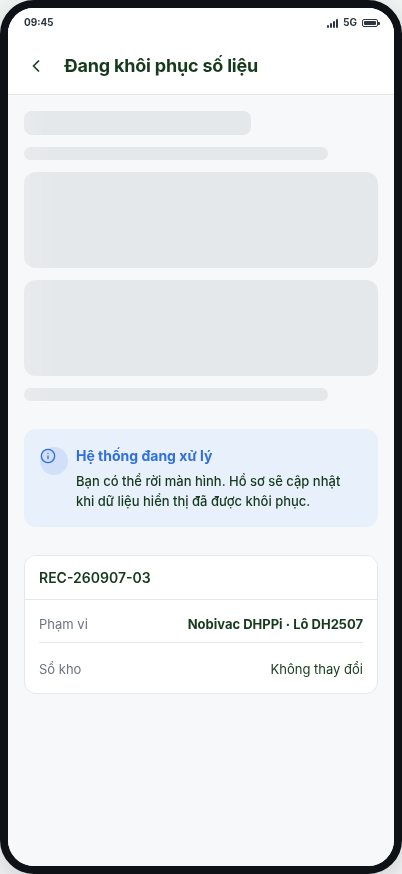 09:45
5G
Đang khôi phục số liệu
Hệ thống đang xử lý
Bạn có thể rời màn hình. Hồ sơ sẽ cập nhật
khi dữ liệu hiển thị đã được khôi phục.
REC-260907-03
Phạm vi
Nobivac DHPPi · Lô DH2507
Sổ kho
Không thay đổi